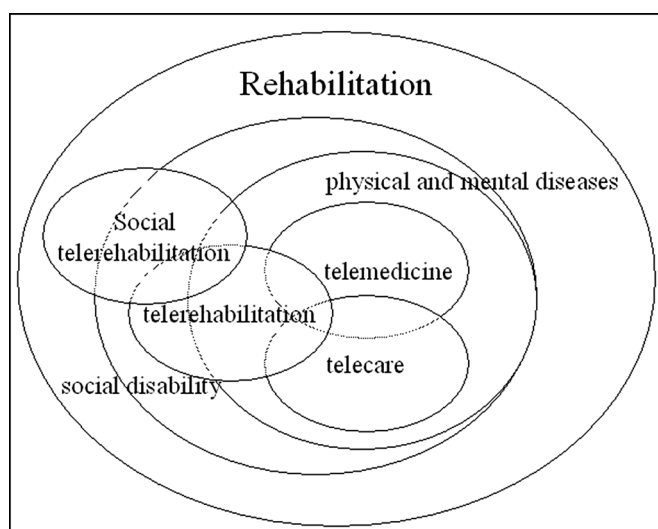 Rehabilitation
physical and mental diseases
Social
telerehabilitation
telemedicine
telerehabilitation
telecare
social disability